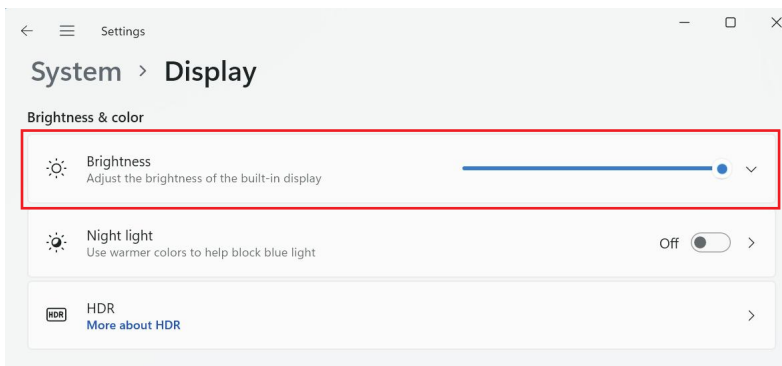 Settings
System > Display
Brightness & color
Brightness
Adjust the brightness of the built-in display
Night light
Use warmer colors to help block blue light
Off
HDR
HDR
More about HDR